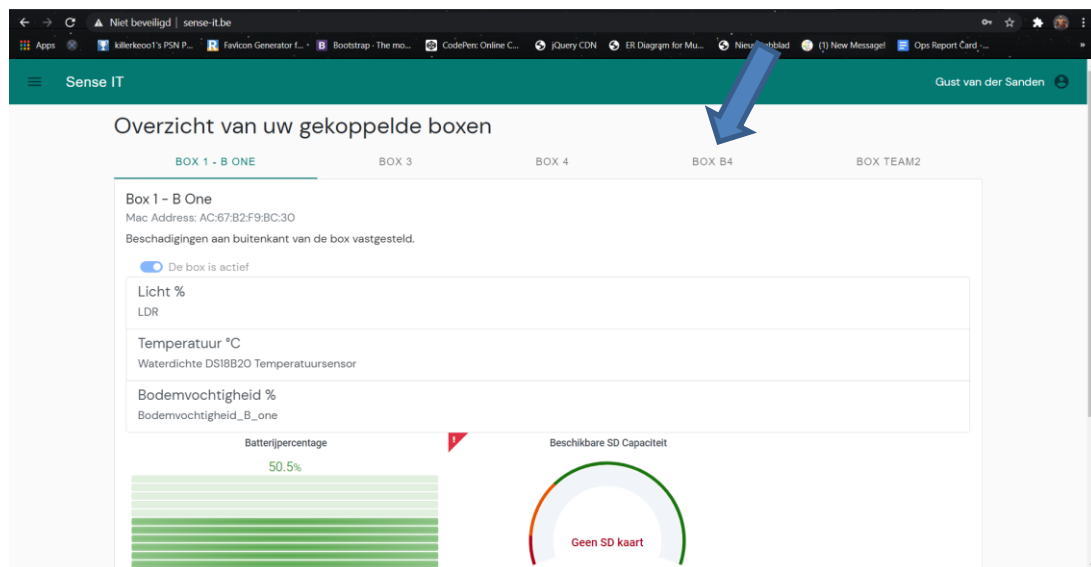 Niet beveiligd | sense-it.be
Apps killerkeoo1's PSN P... Favicon Generator f... Bootstrap · The mo... CodePen: Online C... jQuery CDN ER Diagram for Mu... (1) New Message! Ops Report Card -... »
Sense IT Gust van der Sanden
Overzicht van uw gekoppelde boxen
BOX 1 - B ONE BOX 3 BOX 4 BOX B4 BOX TEAM2
Box 1 - B One
Mac Address: AC:67:B2:F9:BC:30
Beschadigingen aan buitenkant van de box vastgesteld.
De box is actief
Licht %
LDR
Temperatuur °C
Waterdichte DS18B20 Temperatuursensor
Bodemvochtigheid %
Bodemvochtigheid_B_one
Batterijpercentage ! Beschikbare SD Capaciteit
50.5%
Geen SD kaart